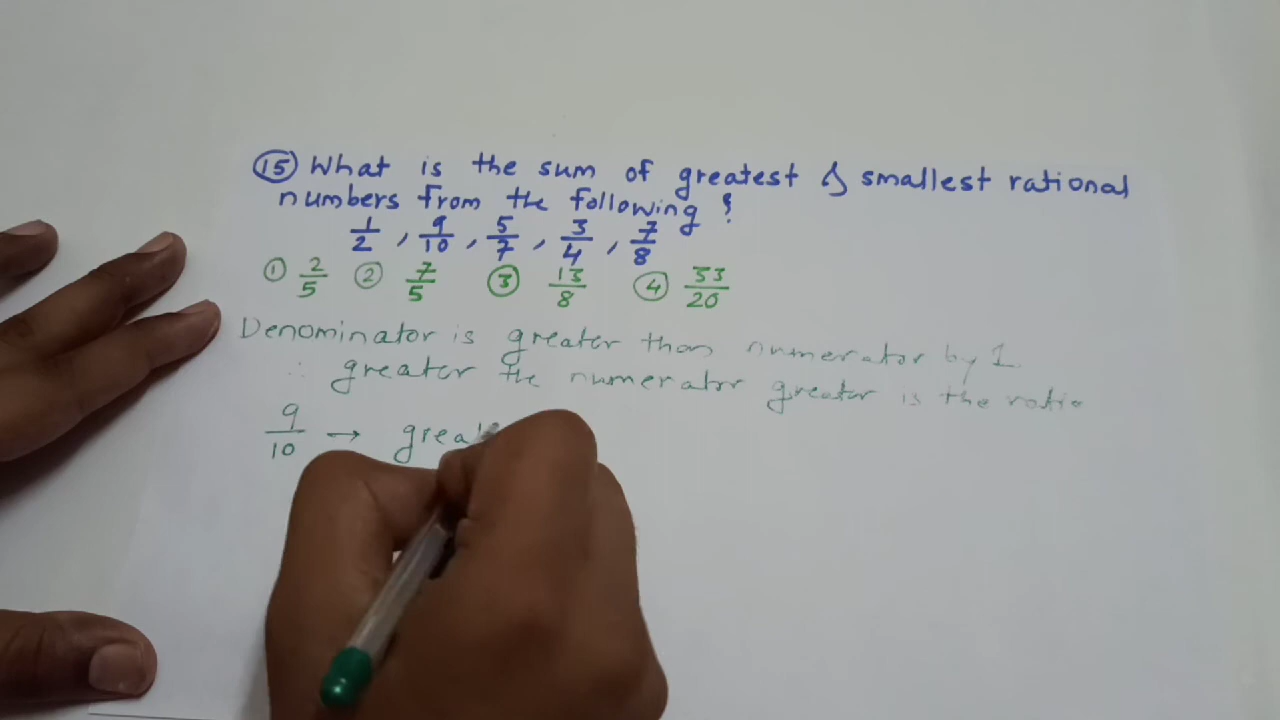 15 What is the sum of greatest & smallest rational
numbers from the following ?
1/2 , 9/10 , 5/7 , 3/4 , 7/8
① 2/5 ② 7/5 ③ 13/8 ④ 33/20
Denominator is greater than numerator by 1.
∴ greater the numerator greater is the ratio
9/10 → great